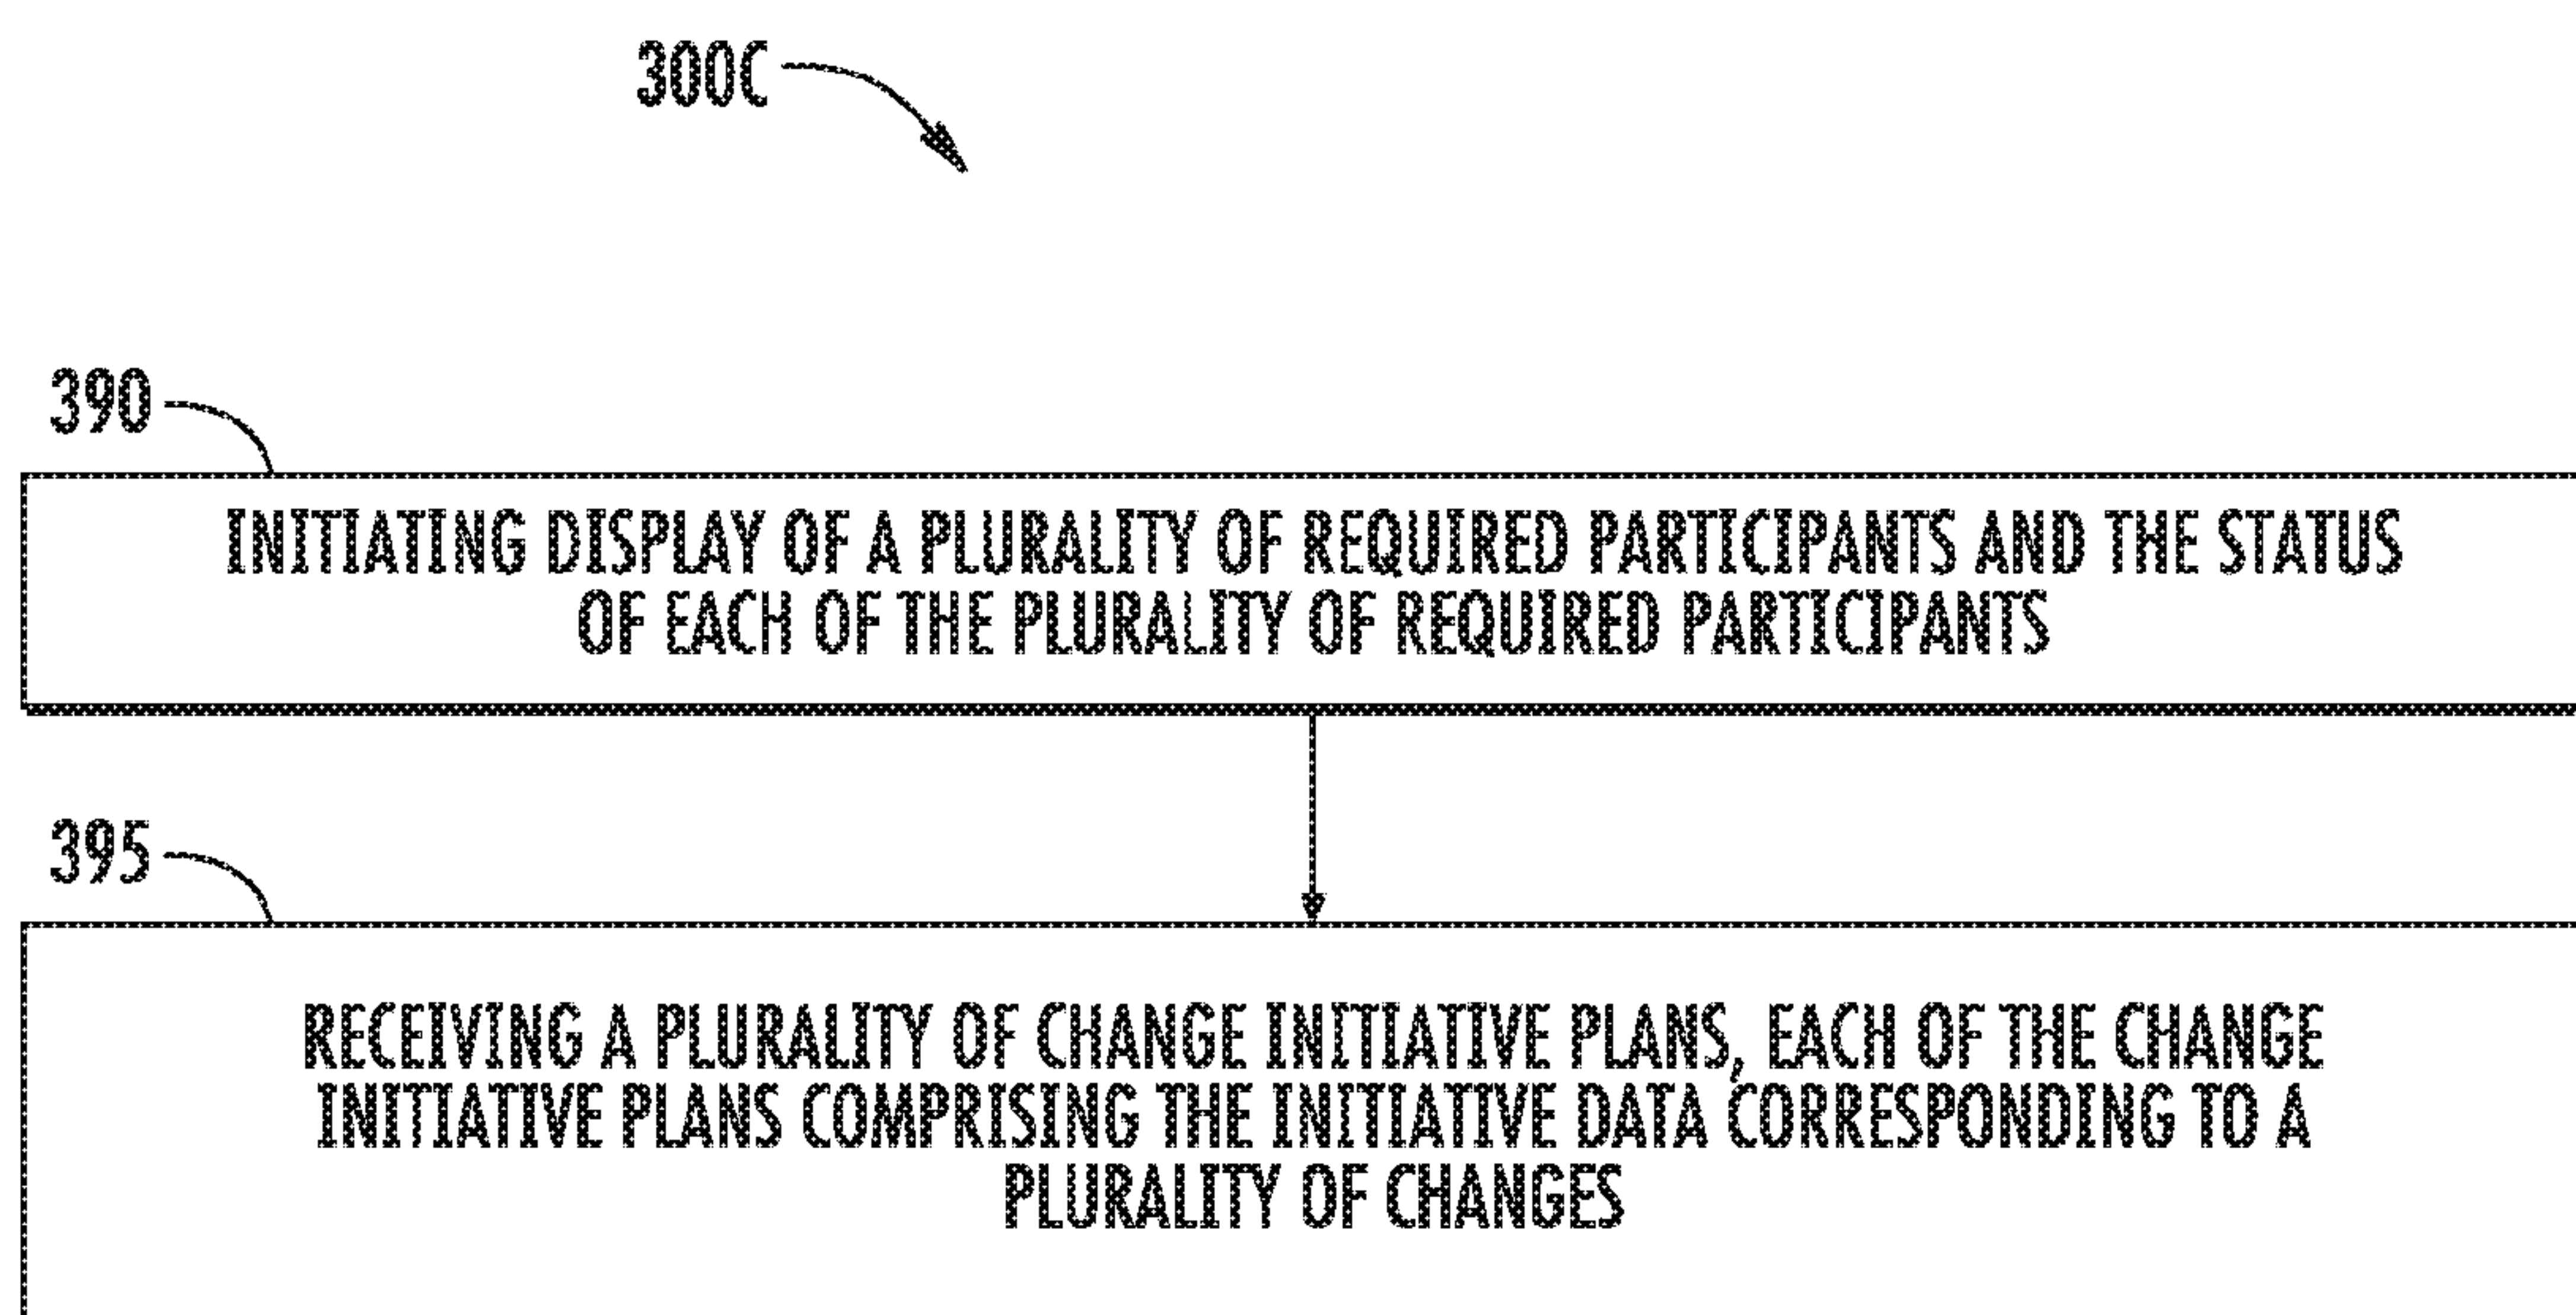 300C
390
INITIATING DISPLAY OF A PLURALITY OF REQUIRED PARTICIPANTS AND THE STATUS
OF EACH OF THE PLURALITY OF REQUIRED PARTICIPANTS
395
RECEIVING A PLURALITY OF CHANGE INITIATIVE PLANS, EACH OF THE CHANGE
INITIATIVE PLANS COMPRISING THE INITIATIVE DATA CORRESPONDING TO A
PLURALITY OF CHANGES